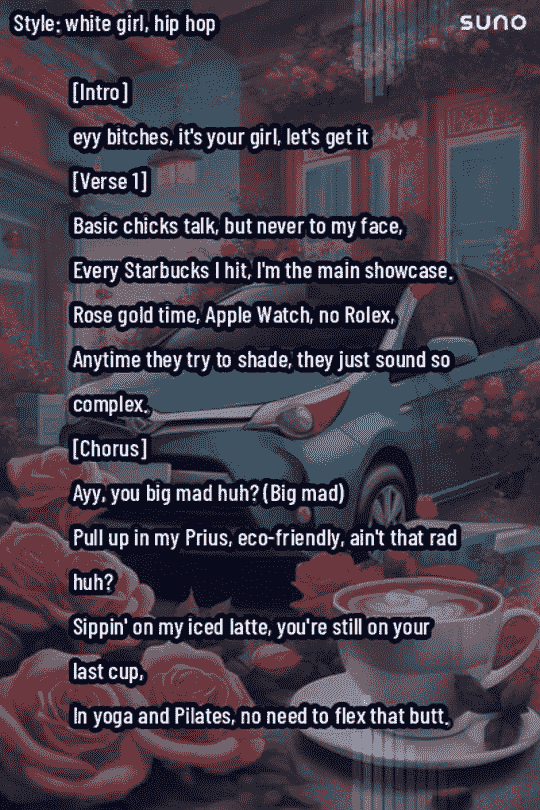 Style: white girl, hip hop
suno
[Intro]
eyy bitches, it's your girl, let's get it
[Verse 1]
Basic chicks talk, but never to my face,
Every Starbucks I hit, I'm the main showcase.
Rose gold time, Apple Watch, no Rolex,
Anytime they try to shade, they just sound so
complex.
[Chorus]
Ayy, you big mad huh? (Big mad)
Pull up in my Prius, eco-friendly, ain't that rad
huh?
Sippin' on my iced latte, you're still on your
last cup,
In yoga and Pilates, no need to flex that butt.